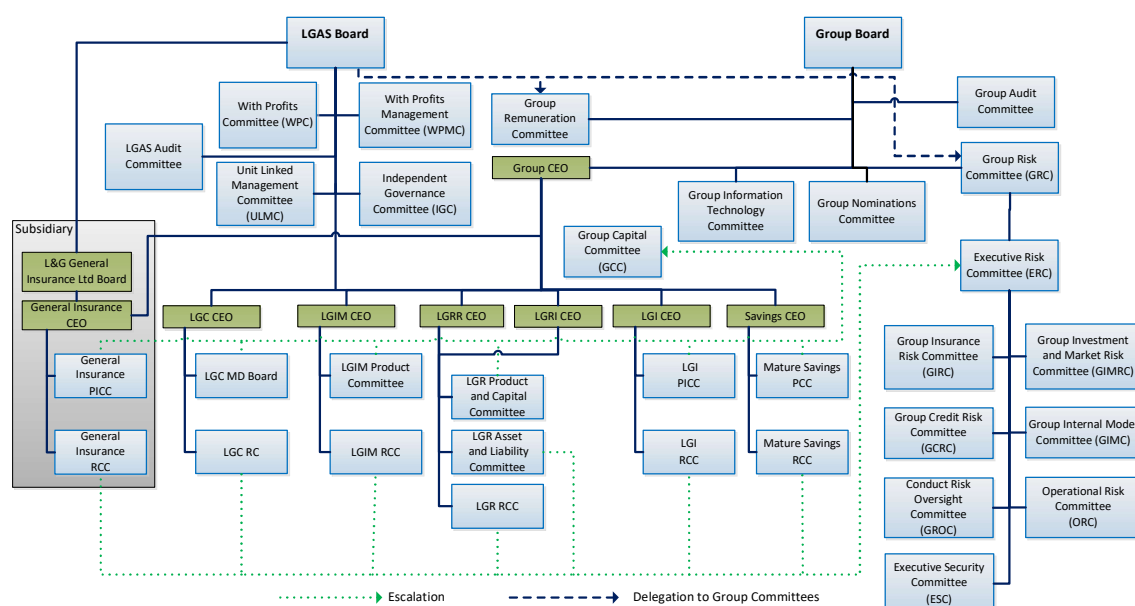 LGAS Board
Group Board
With Profits
Committee (WPC)
With Profits
Management
Committee (WPMC)
Group
Remuneration
Committee
Group Audit
Committee
LGAS Audit
Committee
Unit Linked
Management
Committee
(ULMC)
Independent
Governance
Committee (IGC)
Group CEO
Group Risk
Committee (GRC)
Group Information
Technology
Committee
Group Nominations
Committee
Subsidiary
L&G General
Insurance Ltd Board
General Insurance
CEO
Group Capital
Committee
(GCC)
Executive Risk
Committee (ERC)
LGC CEO
LGIM CEO
LGRR CEO
LGRI CEO
LGI CEO
Savings CEO
General
Insurance
PICC
LGC MD Board
LGIM Product
Committee
LGR Product
and Capital
Committee
LGI
PICC
Mature Savings
PCC
Group Insurance
Risk Committee
(GIRC)
Group Investment
and Market Risk
Committee (GIMRC)
General
Insurance
RCC
LGC RC
LGIM RCC
LGR Asset
and Liability
Committee
LGI
RCC
Mature Savings
RCC
Group Credit Risk
Committee
(GCRC)
Group Internal Model
Committee (GIMC)
LGR RCC
Conduct Risk
Oversight
Committee
(GROC)
Operational Risk
Committee
(ORC)
Executive Security
Committee
(ESC)
Escalation
Delegation to Group Committees